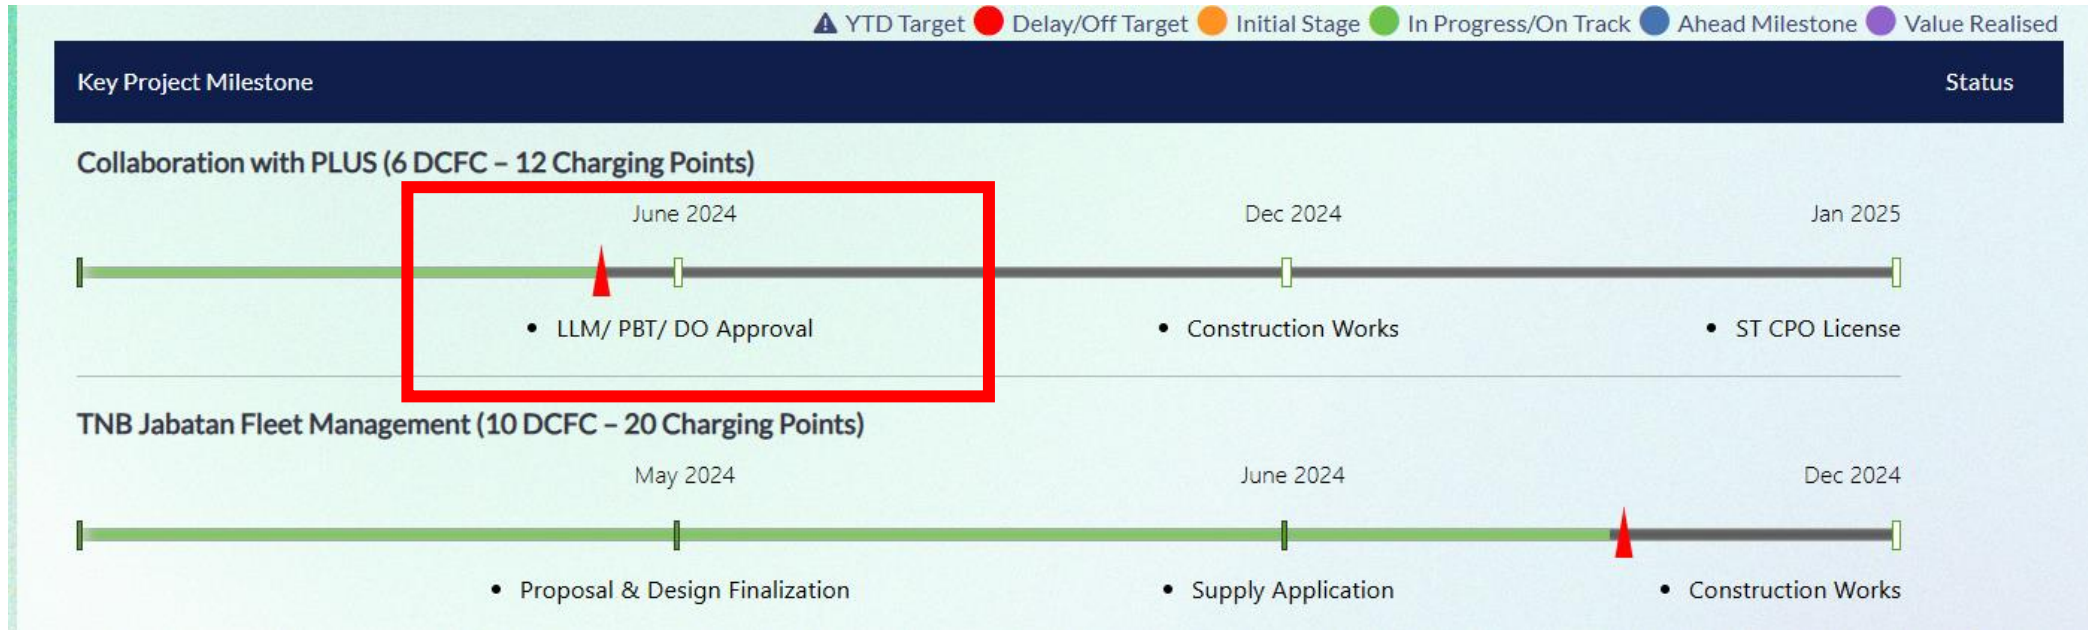 YTD Target Delay/Off Target Initial Stage In Progress/On Track Ahead Milestone Value Realised
Key Project Milestone Status
Collaboration with PLUS (6 DCFC – 12 Charging Points)
June 2024 Dec 2024 Jan 2025
• LLM/ PBT/ DO Approval • Construction Works • ST CPO License
TNB Jabatan Fleet Management (10 DCFC – 20 Charging Points)
May 2024 June 2024 Dec 2024
• Proposal & Design Finalization • Supply Application • Construction Works